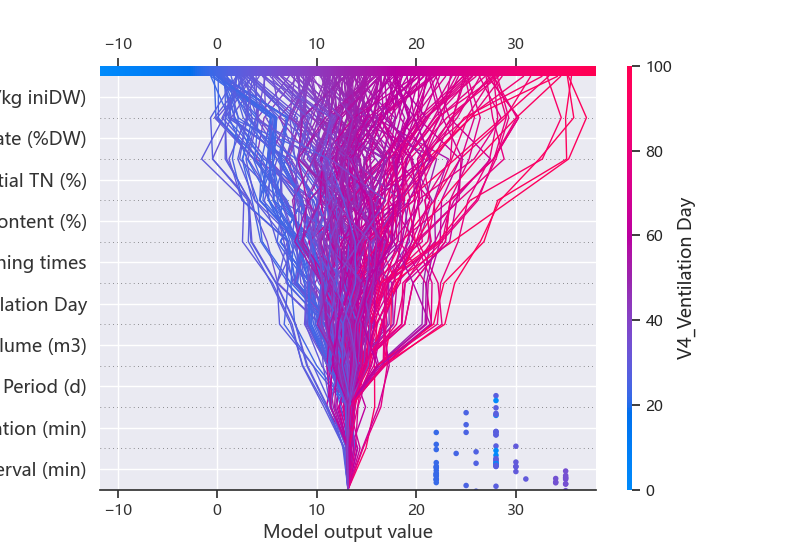 −10 0 10 20 30
/kg iniDW)
ate (%DW)
tial TN (%)
ontent (%)
ning times
ilation Day
lume (m3)
Period (d)
ation (min)
erval (min)
−10 0 10 20 30
Model output value
100
80
60
40
20
0
V4_Ventilation Day